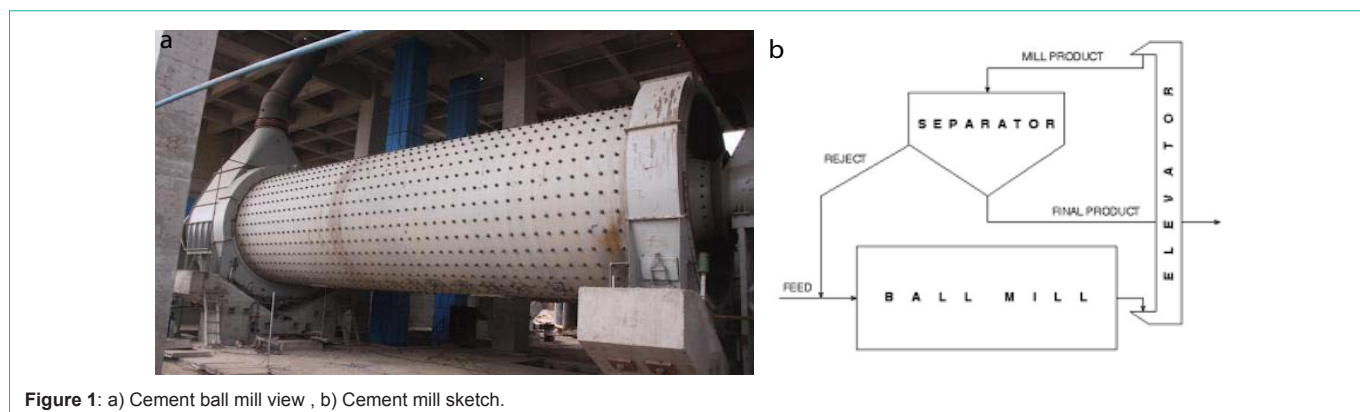 a
b
MILL PRODUCT
SEPARATOR
REJECT
FINAL PRODUCT
ELEVATOR
FEED
BALL MILL
Figure 1: a) Cement ball mill view , b) Cement mill sketch.